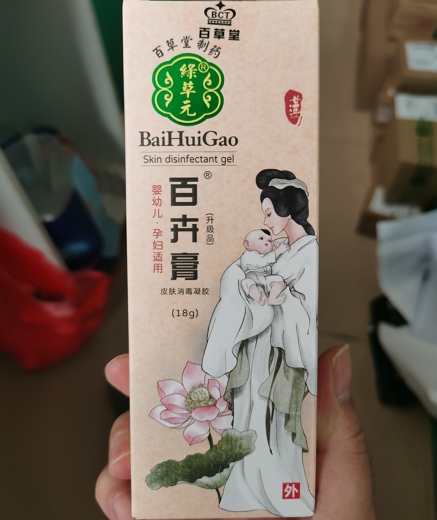 BCT
百草堂
百草堂制药
綠草元®
BaiHuiGao
Skin disinfectant gel
百卉膏®
(升级品)
婴幼儿·孕妇适用
皮肤消毒凝胶
(18g)
外